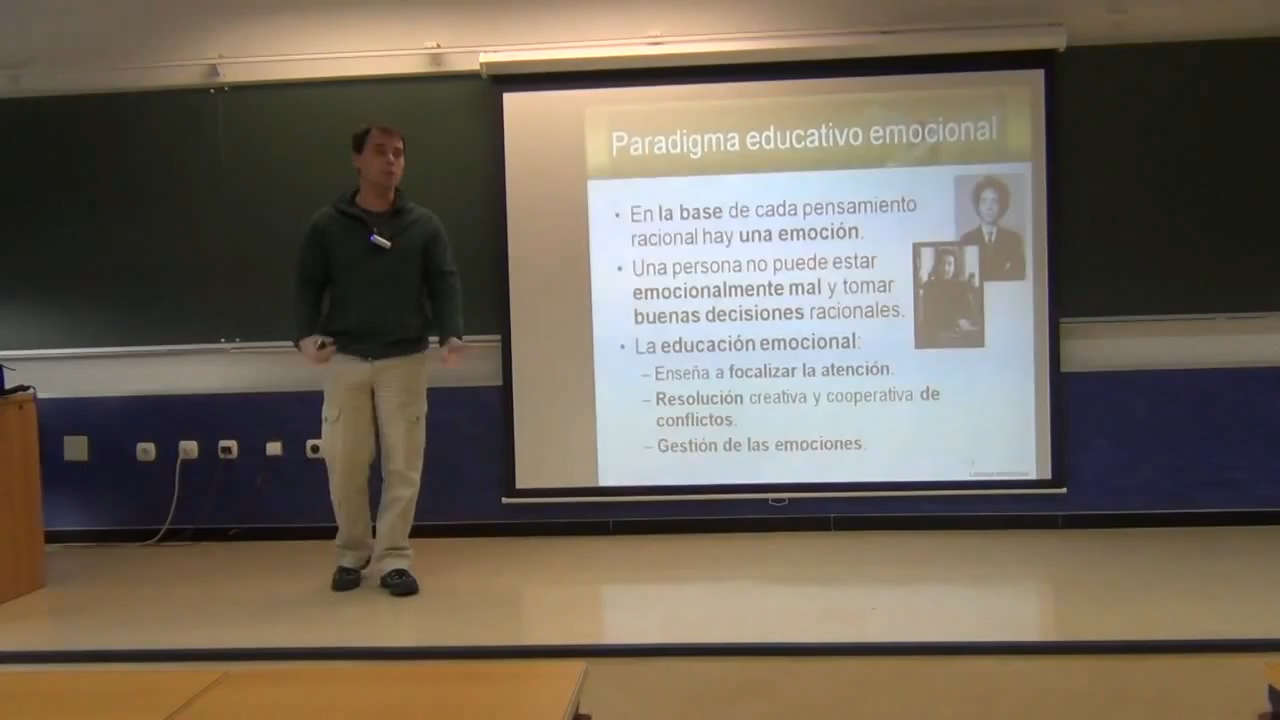 Paradigma educativo emocional
• En la base de cada pensamiento
racional hay una emoción.
• Una persona no puede estar
emocionalmente mal y tomar
buenas decisiones racionales.
• La educación emocional:
– Enseña a focalizar la atención.
– Resolución creativa y cooperativa de
conflictos.
– Gestión de las emociones.